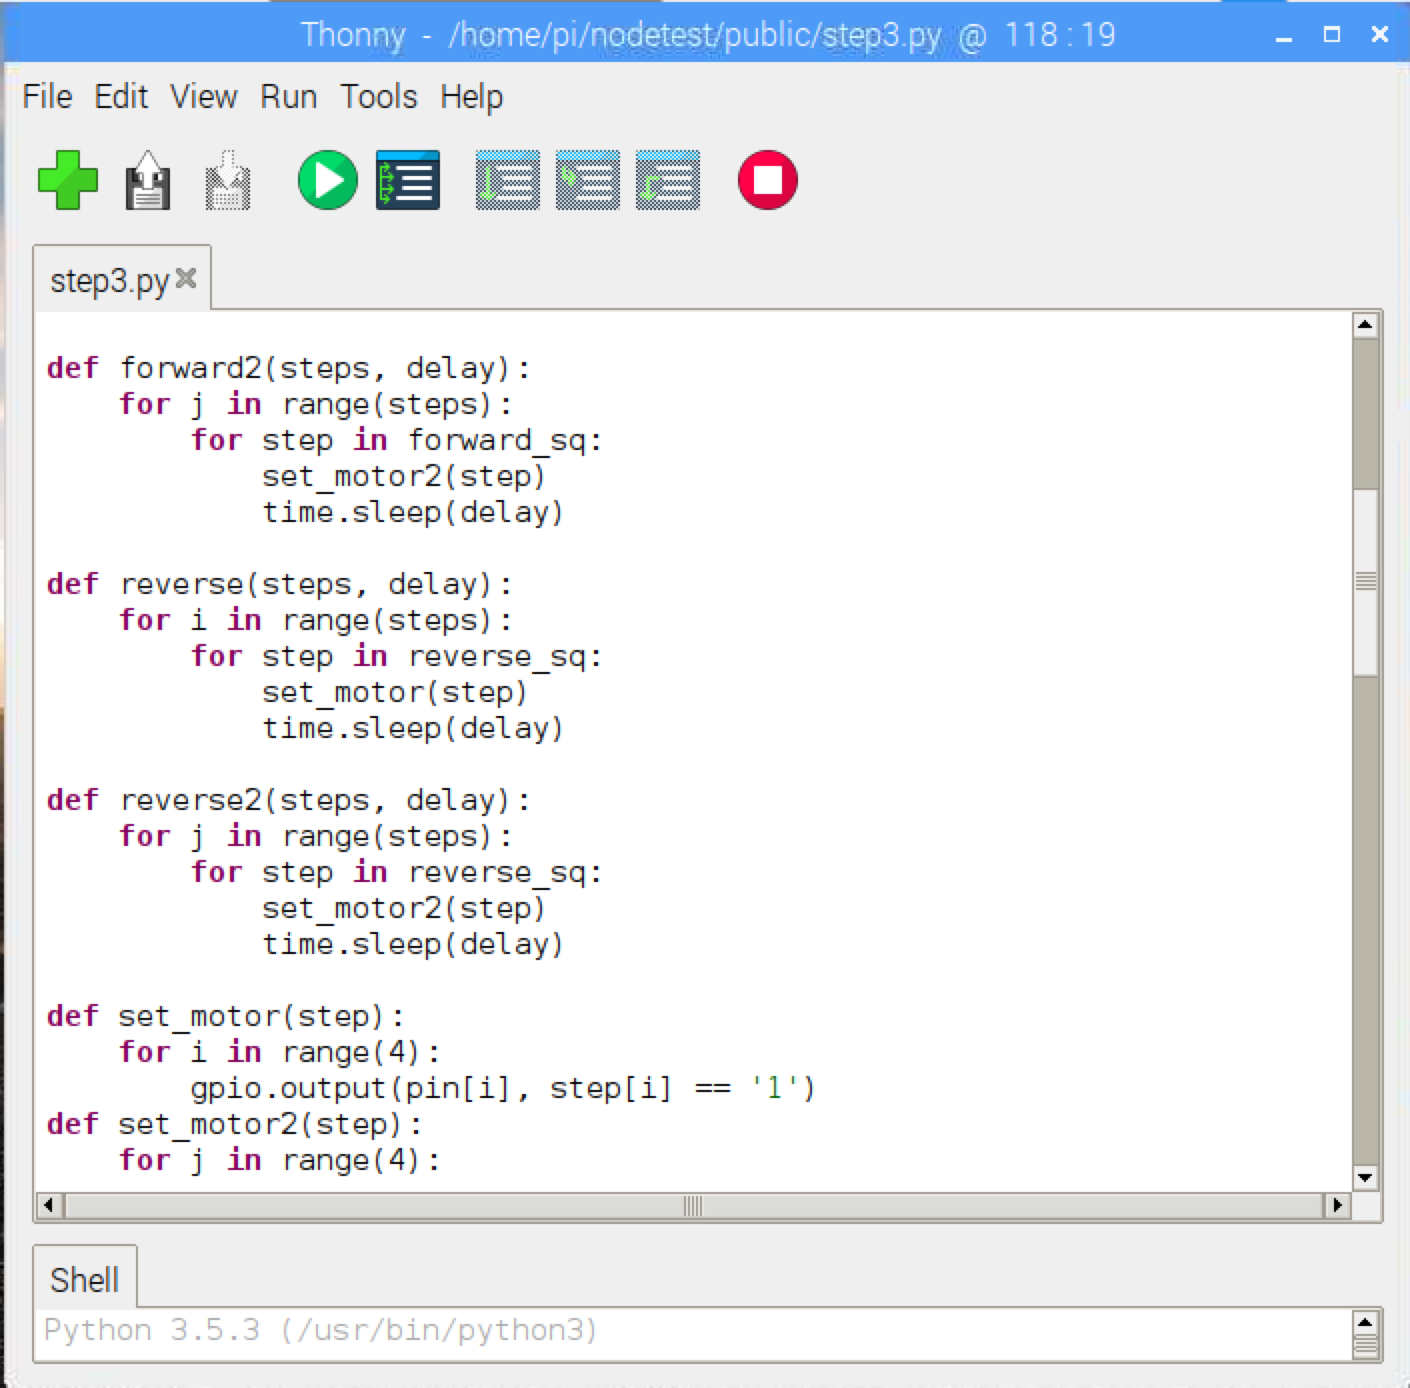 Thonny - /home/pi/nodetest/public/step3.py @ 118:19
File Edit View Run Tools Help
step3.py
def forward2(steps, delay):
    for j in range(steps):
        for step in forward_sq:
            set_motor2(step)
            time.sleep(delay)

def reverse(steps, delay):
    for i in range(steps):
        for step in reverse_sq:
            set_motor(step)
            time.sleep(delay)

def reverse2(steps, delay):
    for j in range(steps):
        for step in reverse_sq:
            set_motor2(step)
            time.sleep(delay)

def set_motor(step):
    for i in range(4):
        gpio.output(pin[i], step[i] == '1')
def set_motor2(step):
    for j in range(4):
Shell
Python 3.5.3 (/usr/bin/python3)